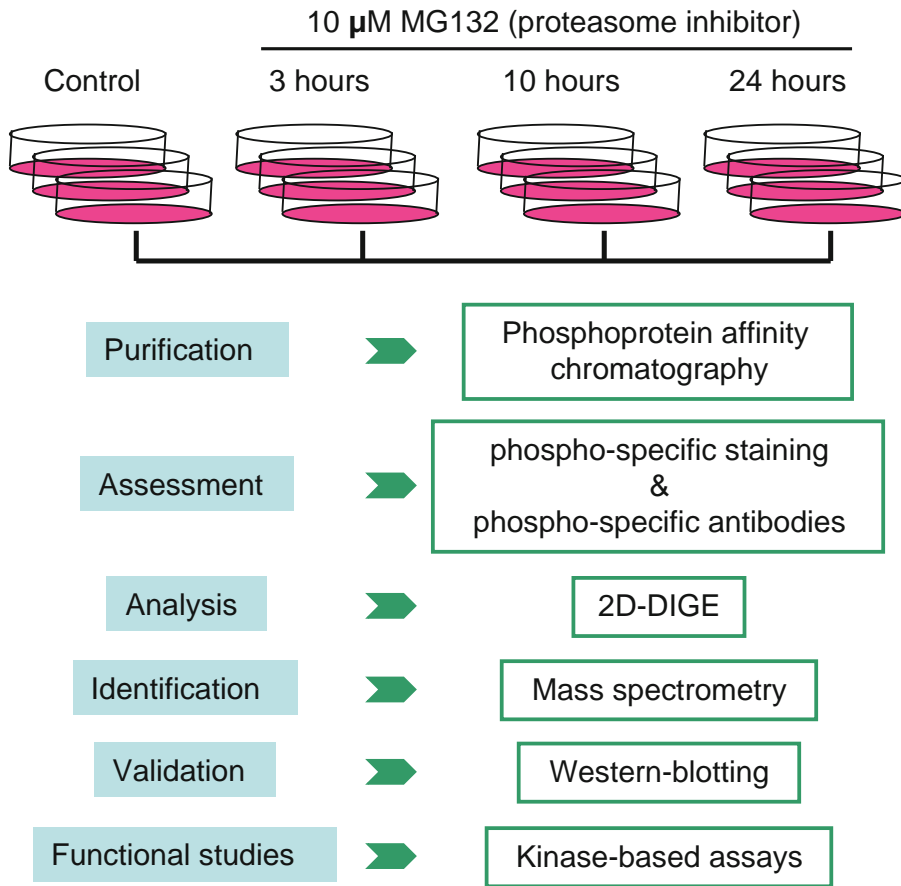 10 µM MG132 (proteasome inhibitor)
Control
3 hours
10 hours
24 hours
Purification
Phosphoprotein affinity
chromatography
Assessment
phospho-specific staining
&
phospho-specific antibodies
Analysis
2D-DIGE
Identification
Mass spectrometry
Validation
Western-blotting
Functional studies
Kinase-based assays